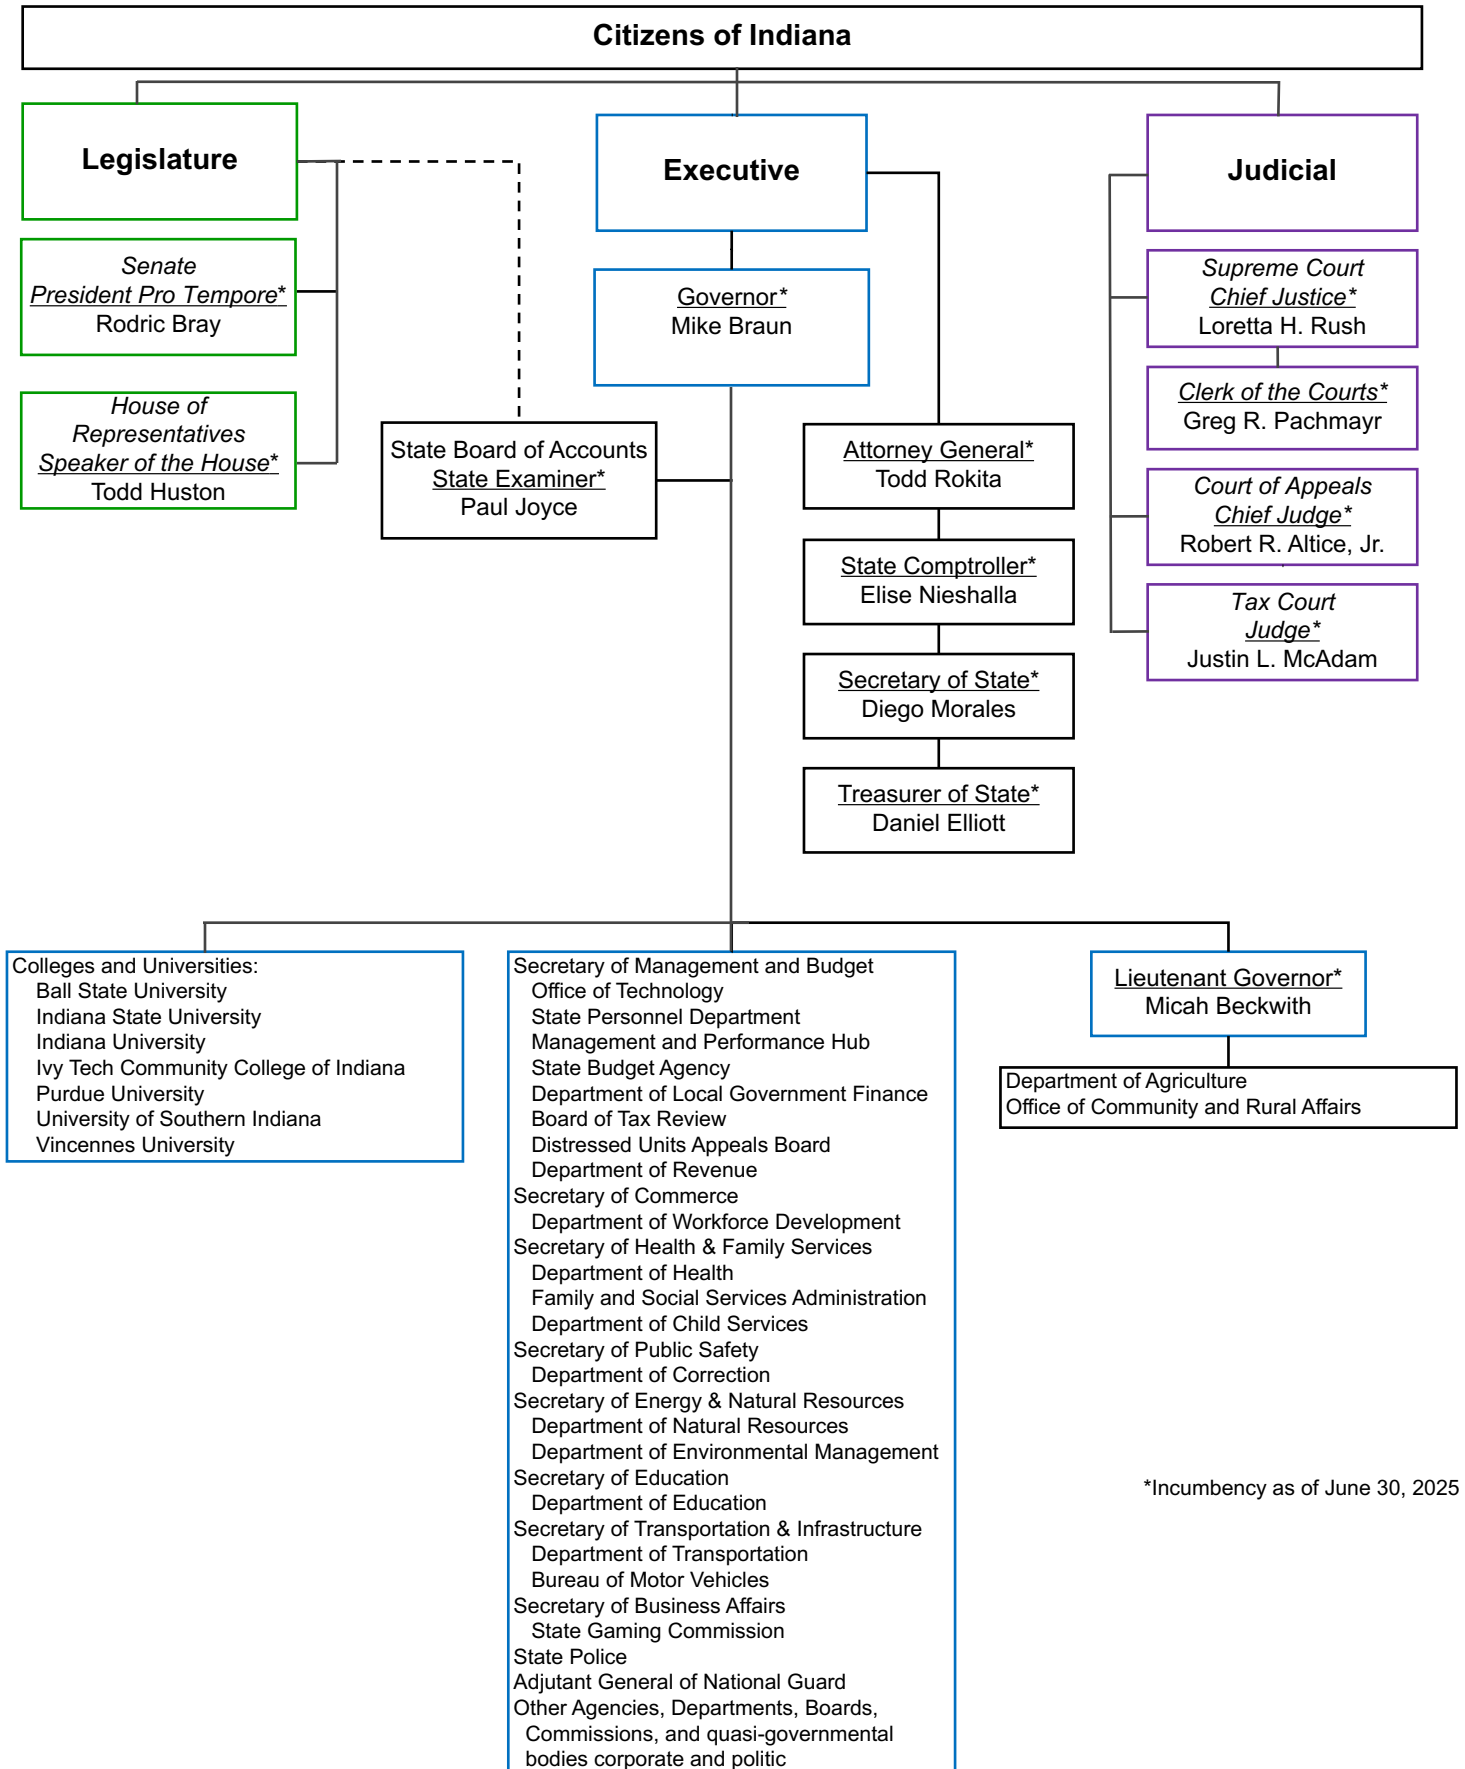 Citizens of Indiana
Legislature
Senate
President Pro Tempore*
Rodric Bray
House of
Representatives
Speaker of the House*
Todd Huston
Executive
Governor*
Mike Braun
State Board of Accounts
State Examiner*
Paul Joyce
Attorney General*
Todd Rokita
State Comptroller*
Elise Nieshalla
Secretary of State*
Diego Morales
Treasurer of State*
Daniel Elliott
Judicial
Supreme Court
Chief Justice*
Loretta H. Rush
Clerk of the Courts*
Greg R. Pachmayr
Court of Appeals
Chief Judge*
Robert R. Altice, Jr.
Tax Court
Judge*
Justin L. McAdam
Colleges and Universities:
Ball State University
Indiana State University
Indiana University
Ivy Tech Community College of Indiana
Purdue University
University of Southern Indiana
Vincennes University
Secretary of Management and Budget
Office of Technology
State Personnel Department
Management and Performance Hub
State Budget Agency
Department of Local Government Finance
Board of Tax Review
Distressed Units Appeals Board
Department of Revenue
Secretary of Commerce
Department of Workforce Development
Secretary of Health & Family Services
Department of Health
Family and Social Services Administration
Department of Child Services
Secretary of Public Safety
Department of Correction
Secretary of Energy & Natural Resources
Department of Natural Resources
Department of Environmental Management
Secretary of Education
Department of Education
Secretary of Transportation & Infrastructure
Department of Transportation
Bureau of Motor Vehicles
Secretary of Business Affairs
State Gaming Commission
State Police
Adjutant General of National Guard
Other Agencies, Departments, Boards,
Commissions, and quasi-governmental
bodies corporate and politic
Lieutenant Governor*
Micah Beckwith
Department of Agriculture
Office of Community and Rural Affairs
*Incumbency as of June 30, 2025